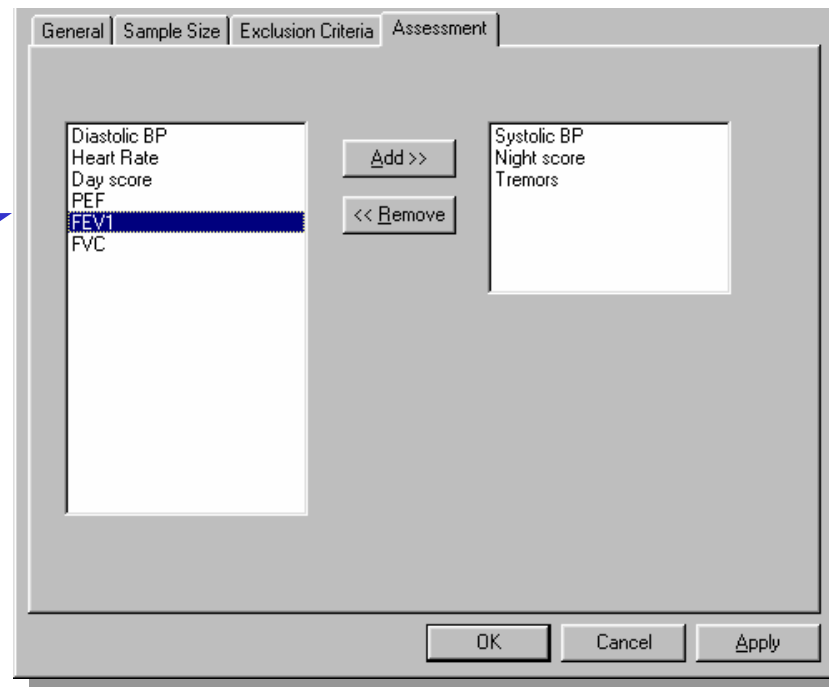 General Sample Size Exclusion Criteria Assessment
Diastolic BP
Heart Rate
Day score
PEF
FEV1
FVC
Add >>
<< Remove
Systolic BP
Night score
Tremors
OK Cancel Apply